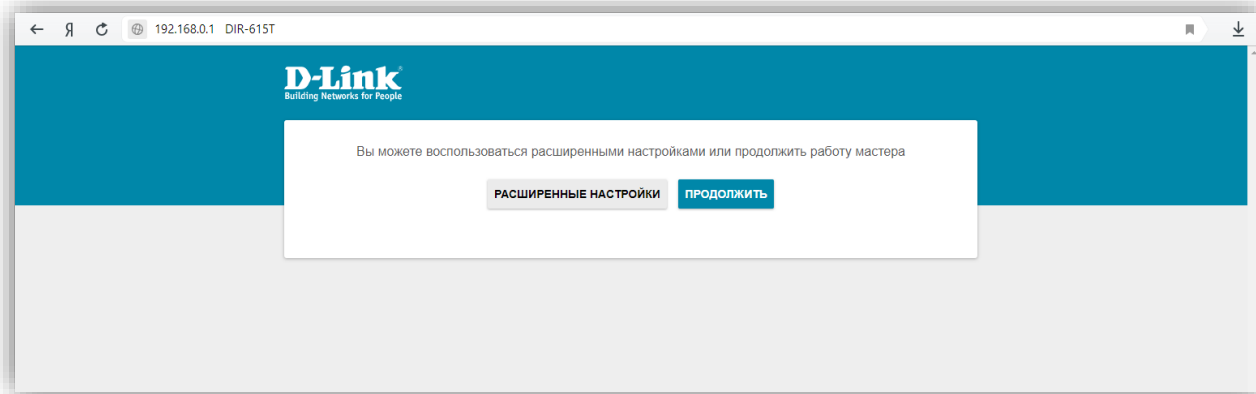 Я 192.168.0.1 DIR-615T
D-Link®
Building Networks for People
Вы можете воспользоваться расширенными настройками или продолжить работу мастера
РАСШИРЕННЫЕ НАСТРОЙКИ ПРОДОЛЖИТЬ